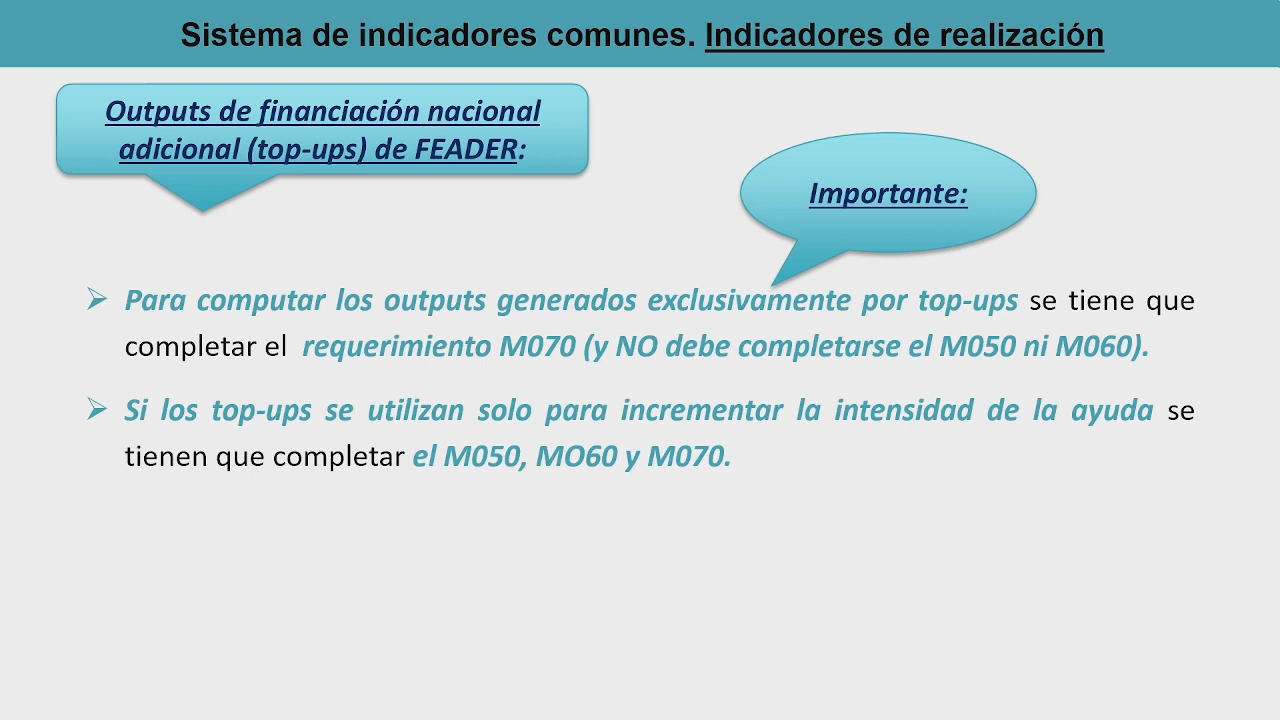 Sistema de indicadores comunes. Indicadores de realización
Outputs de financiación nacional
adicional (top-ups) de FEADER:
Importante:
Para computar los outputs generados exclusivamente por top-ups se tiene que
completar el requerimiento M070 (y NO debe completarse el M050 ni M060).
Si los top-ups se utilizan solo para incrementar la intensidad de la ayuda se
tienen que completar el M050, MO60 y M070.